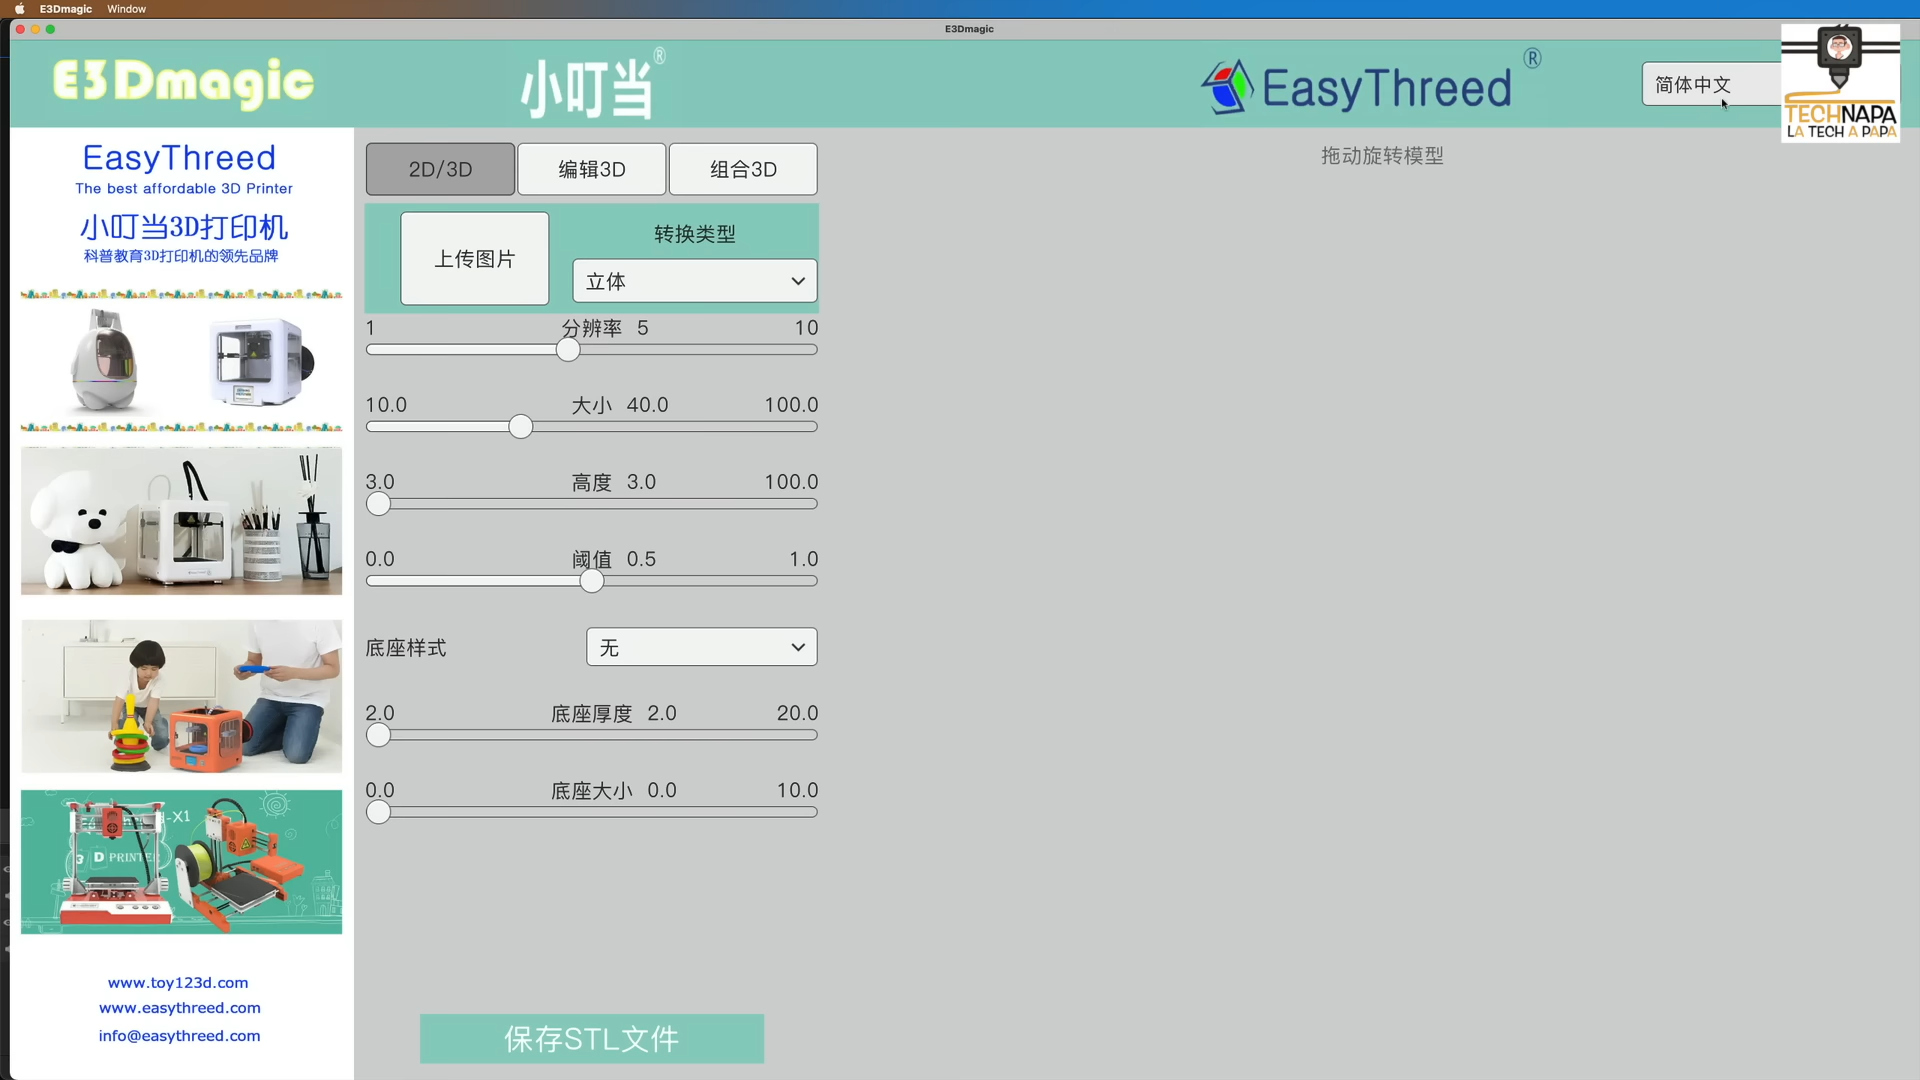 E3Dmagic Window
E3Dmagic
E3Dmagic
小叮当®
EasyThreed®
简体中文
TECHNAPA
LA TECH A PAPA
EasyThreed
The best affordable 3D Printer
小叮当3D打印机
科普教育3D打印机的领先品牌
www.toy123d.com
www.easythreed.com
info@easythreed.com
2D/3D 编辑3D 组合3D
上传图片
转换类型
立体
1 分辨率 5 10
10.0 大小 40.0 100.0
3.0 高度 3.0 100.0
0.0 阈值 0.5 1.0
底座样式 无
2.0 底座厚度 2.0 20.0
0.0 底座大小 0.0 10.0
保存STL文件
拖动旋转模型